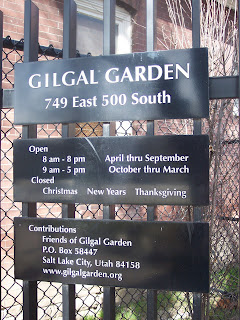 GILGAL GARDEN
749 East 500 South
Open
8 am - 8 pm April thru September
9 am - 5 pm October thru March
Closed
Christmas New Years Thanksgiving
Contributions
Friends of Gilgal Garden
P.O. Box 58447
Salt Lake City, Utah 84158
www.gilgalgarden.org